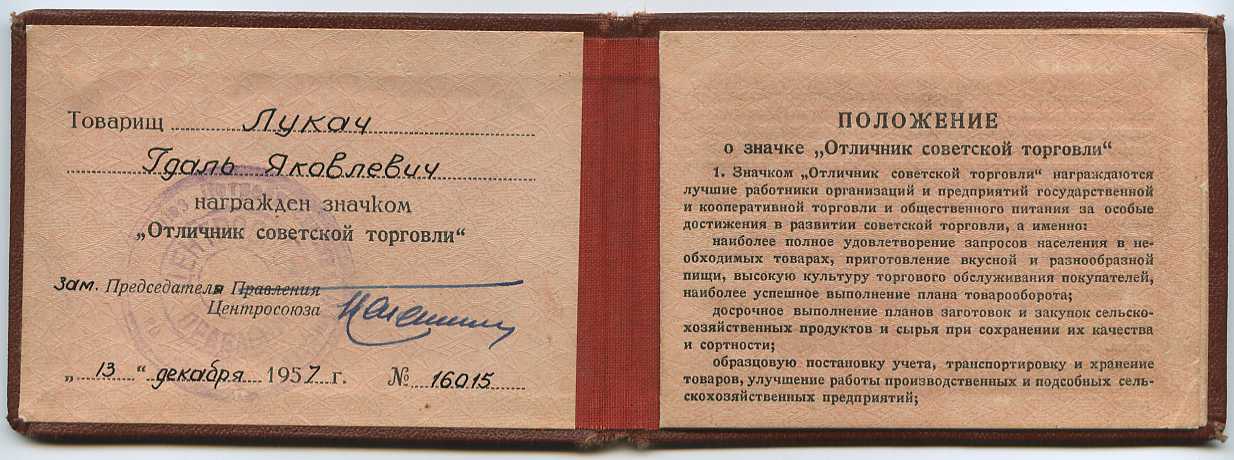 Товарищ Лукач
Гдаль Яковлевич
награжден значком
„Отличник советской торговли“
зам. Председателя Правления
Центросоюза
„13“ декабря 1957 г. № 16015
ПОЛОЖЕНИЕ
о значке „Отличник советской торговли“
1. Значком „Отличник советской торговли“ награждаются
лучшие работники организаций и предприятий государственной
и кооперативной торговли и общественного питания за особые
достижения в развитии советской торговли, а именно:
наиболее полное удовлетворение запросов населения в не-
обходимых товарах, приготовление вкусной и разнообразной
пищи, высокую культуру торгового обслуживания покупателей,
наиболее успешное выполнение плана товарооборота;
досрочное выполнение планов заготовок и закупок сельско-
хозяйственных продуктов и сырья при сохранении их качества
и сортности;
образцовую постановку учета, транспортировку и хранение
товаров, улучшение работы производственных и подсобных сель-
скохозяйственных предприятий;